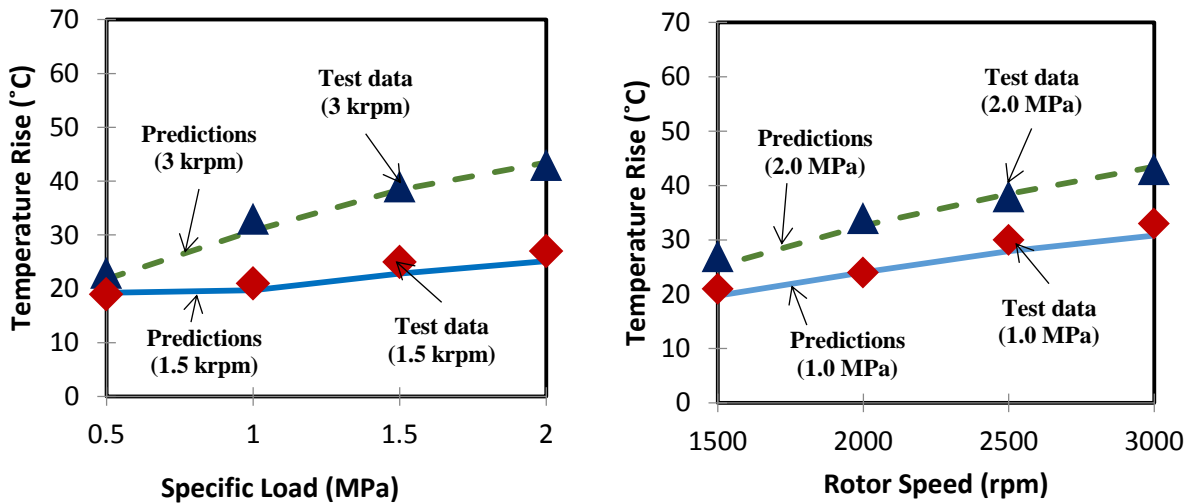 70
60
50
40
30
20
10
0
Temperature Rise (˚C)
Test data
(3 krpm)
Predictions
(3 krpm)
Predictions
(1.5 krpm)
Test data
(1.5 krpm)
0.5
1
1.5
2
Specific Load (MPa)
70
60
50
40
30
20
10
0
Temperature Rise (˚C)
Test data
(2.0 MPa)
Predictions
(2.0 MPa)
Predictions
(1.0 MPa)
Test data
(1.0 MPa)
1500
2000
2500
3000
Rotor Speed (rpm)